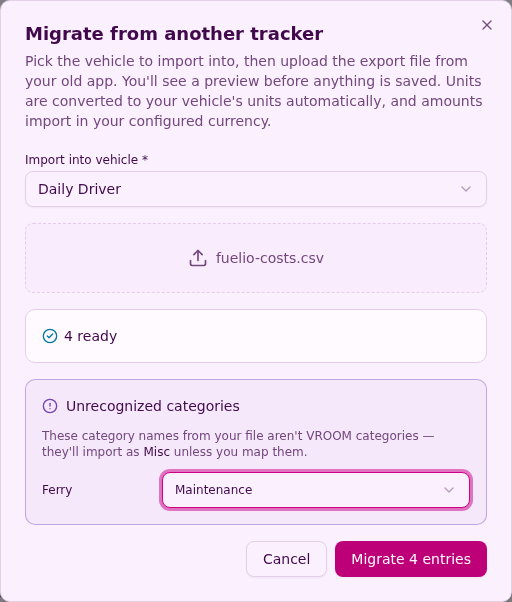 Migrate from another tracker
Pick the vehicle to import into, then upload the export file from
your old app. You'll see a preview before anything is saved. Units
are converted to your vehicle's units automatically, and amounts
import in your configured currency.
Import into vehicle *
Daily Driver
fuelio-costs.csv
4 ready
Unrecognized categories
These category names from your file aren't VROOM categories —
they'll import as Misc unless you map them.
Ferry
Maintenance
Cancel
Migrate 4 entries